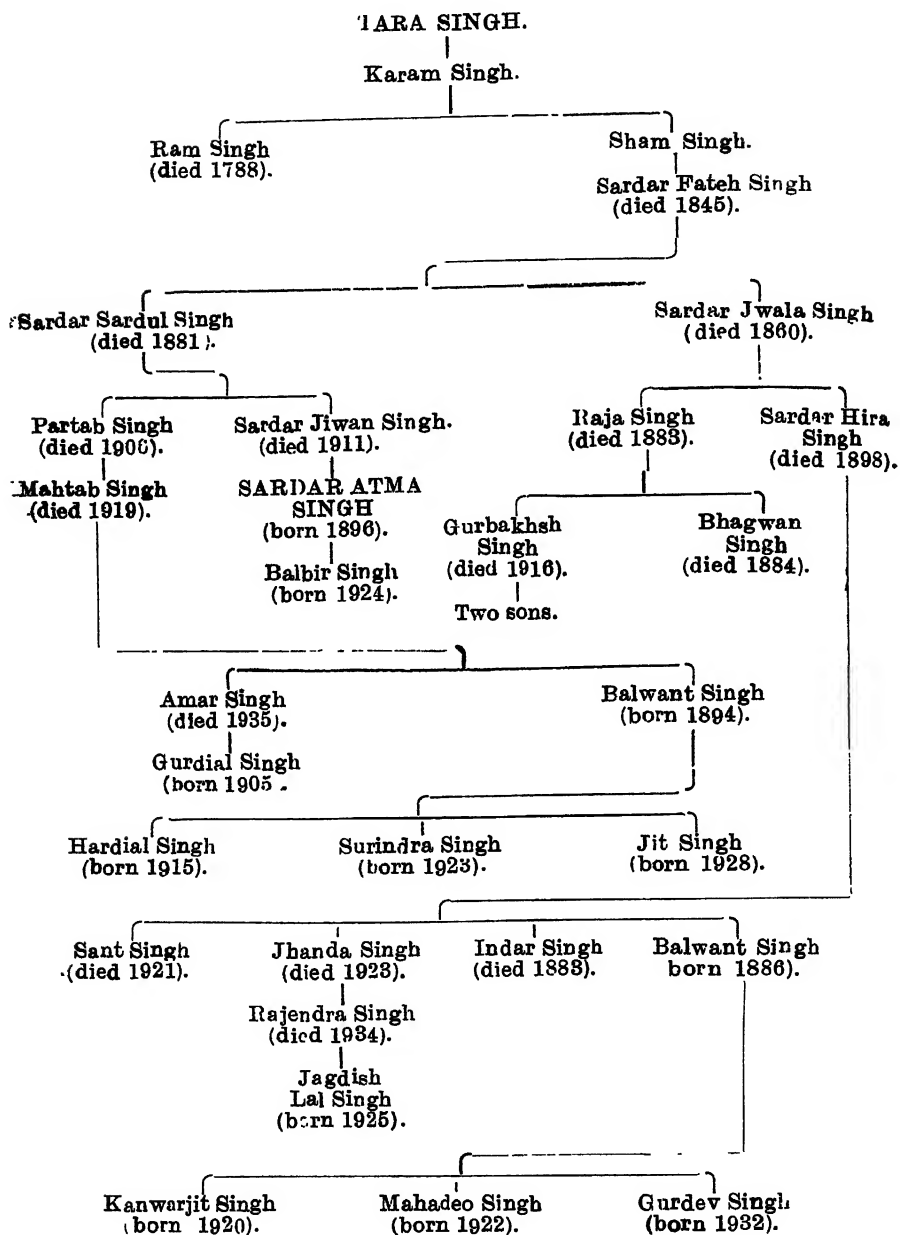 TARA SINGH.
Karam Singh.
Ram Singh
(died 1788).
Sham Singh.
Sardar Fateh Singh
(died 1845).
Sardar Sardul Singh
(died 1881).
Sardar Jwala Singh
(died 1860).
Partab Singh
(died 1906).
Sardar Jiwan Singh.
(died 1911).
Raja Singh
(died 1883).
Sardar Hira
Singh
(died 1898).
Mahtab Singh
(died 1919).
SARDAR ATMA
SINGH
(born 1896).
Balbir Singh
(born 1924).
Gurbakhsh
Singh
(died 1916).
Two sons.
Bhagwan
Singh
(died 1884).
Amar Singh
(died 1935).
Gurdial Singh
(born 1905.
Balwant Singh
(born 1894).
Hardial Singh
(born 1915).
Surindra Singh
(born 1923).
Jit Singh
(born 1928).
Sant Singh
(died 1921).
Jhanda Singh
(died 1923).
Rajendra Singh
(died 1934).
Jagdish
Lal Singh
(born 1925).
Indar Singh
(died 1883).
Balwant Singh
born 1886).
Kanwarjit Singh
(born 1920).
Mahadeo Singh
(born 1922).
Gurdev Singh
(born 1932).